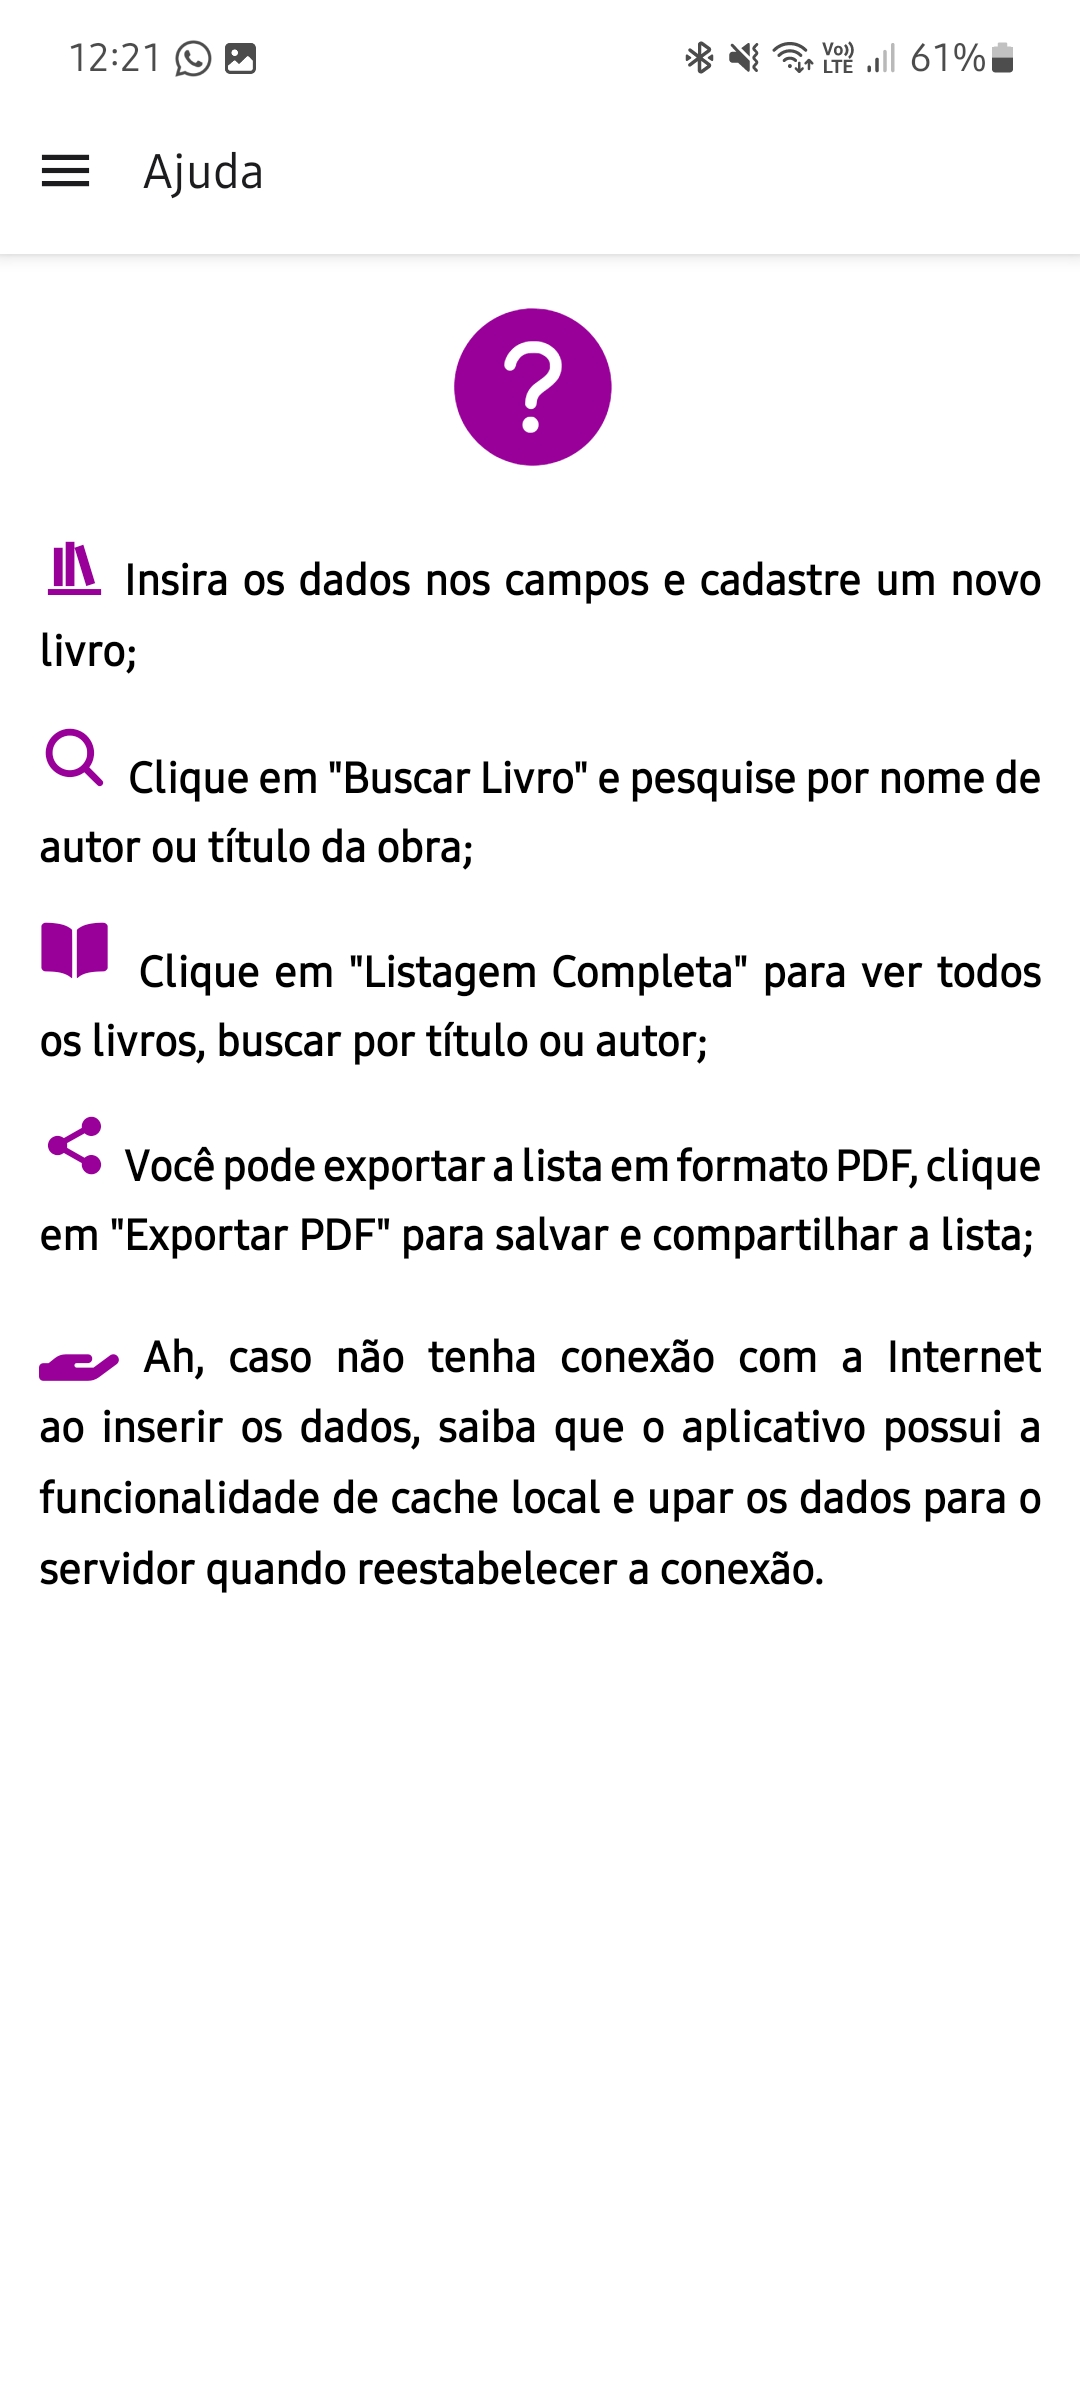 12:21
Vo)) LTE 61%
Ajuda
?
Insira os dados nos campos e cadastre um novo
livro;
Clique em "Buscar Livro" e pesquise por nome de
autor ou título da obra;
Clique em "Listagem Completa" para ver todos
os livros, buscar por título ou autor;
Você pode exportar a lista em formato PDF, clique
em "Exportar PDF" para salvar e compartilhar a lista;
Ah, caso não tenha conexão com a Internet
ao inserir os dados, saiba que o aplicativo possui a
funcionalidade de cache local e upar os dados para o
servidor quando reestabelecer a conexão.